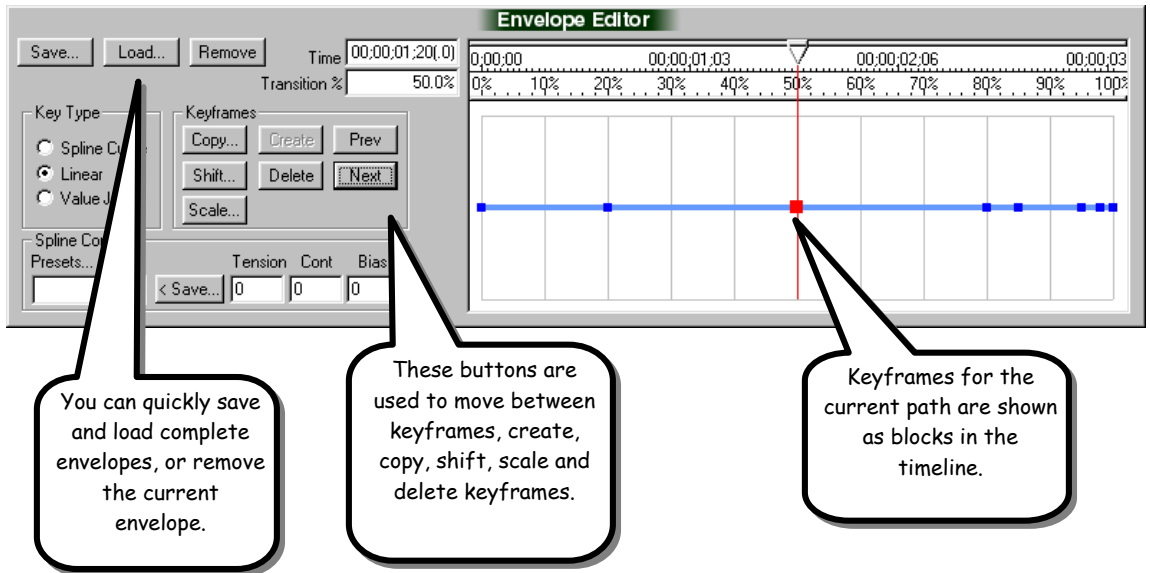 Envelope Editor
Save... Load... Remove Time 00;00;01;20(.0)
Transition % 50.0%
0;00;00 00;00;01;03 00;00;02;06 00;00;03
0% 10% 20% 30% 40% 50% 60% 70% 80% 90% 100%
Key Type Keyframes
Spline Cu e Copy... Create Prev
Linear Shift... Delete Next
Value J Scale...
Spline Co
Presets... Tension Cont Bias
< Save... 0 0 0
You can quickly save
and load complete
envelopes, or remove
the current
envelope.
These buttons are
used to move between
keyframes, create,
copy, shift, scale and
delete keyframes.
Keyframes for the
current path are shown
as blocks in the
timeline.